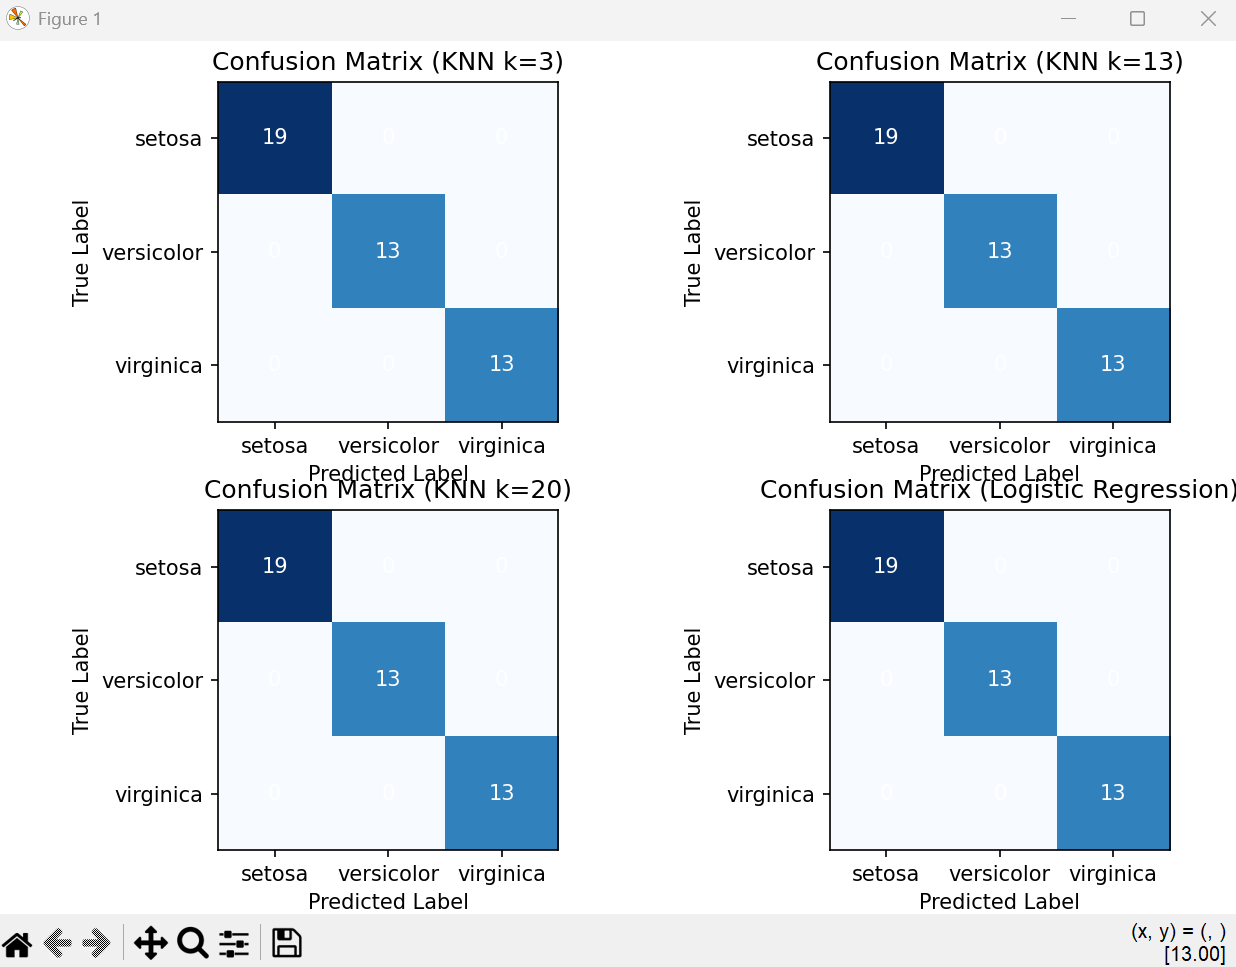 Figure 1
Confusion Matrix (KNN k=3)
setosa
versicolor
virginica
True Label
19 0 0
0 13 0
0 0 13
setosa versicolor virginica
Predicted Label
Confusion Matrix (KNN k=13)
setosa
versicolor
virginica
True Label
19 0 0
0 13 0
0 0 13
setosa versicolor virginica
Predicted Label
Confusion Matrix (KNN k=20)
setosa
versicolor
virginica
True Label
19 0 0
0 13 0
0 0 13
setosa versicolor virginica
Predicted Label
Confusion Matrix (Logistic Regression)
setosa
versicolor
virginica
True Label
19 0 0
0 13 0
0 0 13
setosa versicolor virginica
Predicted Label
(x, y) = (, )
[13.00]